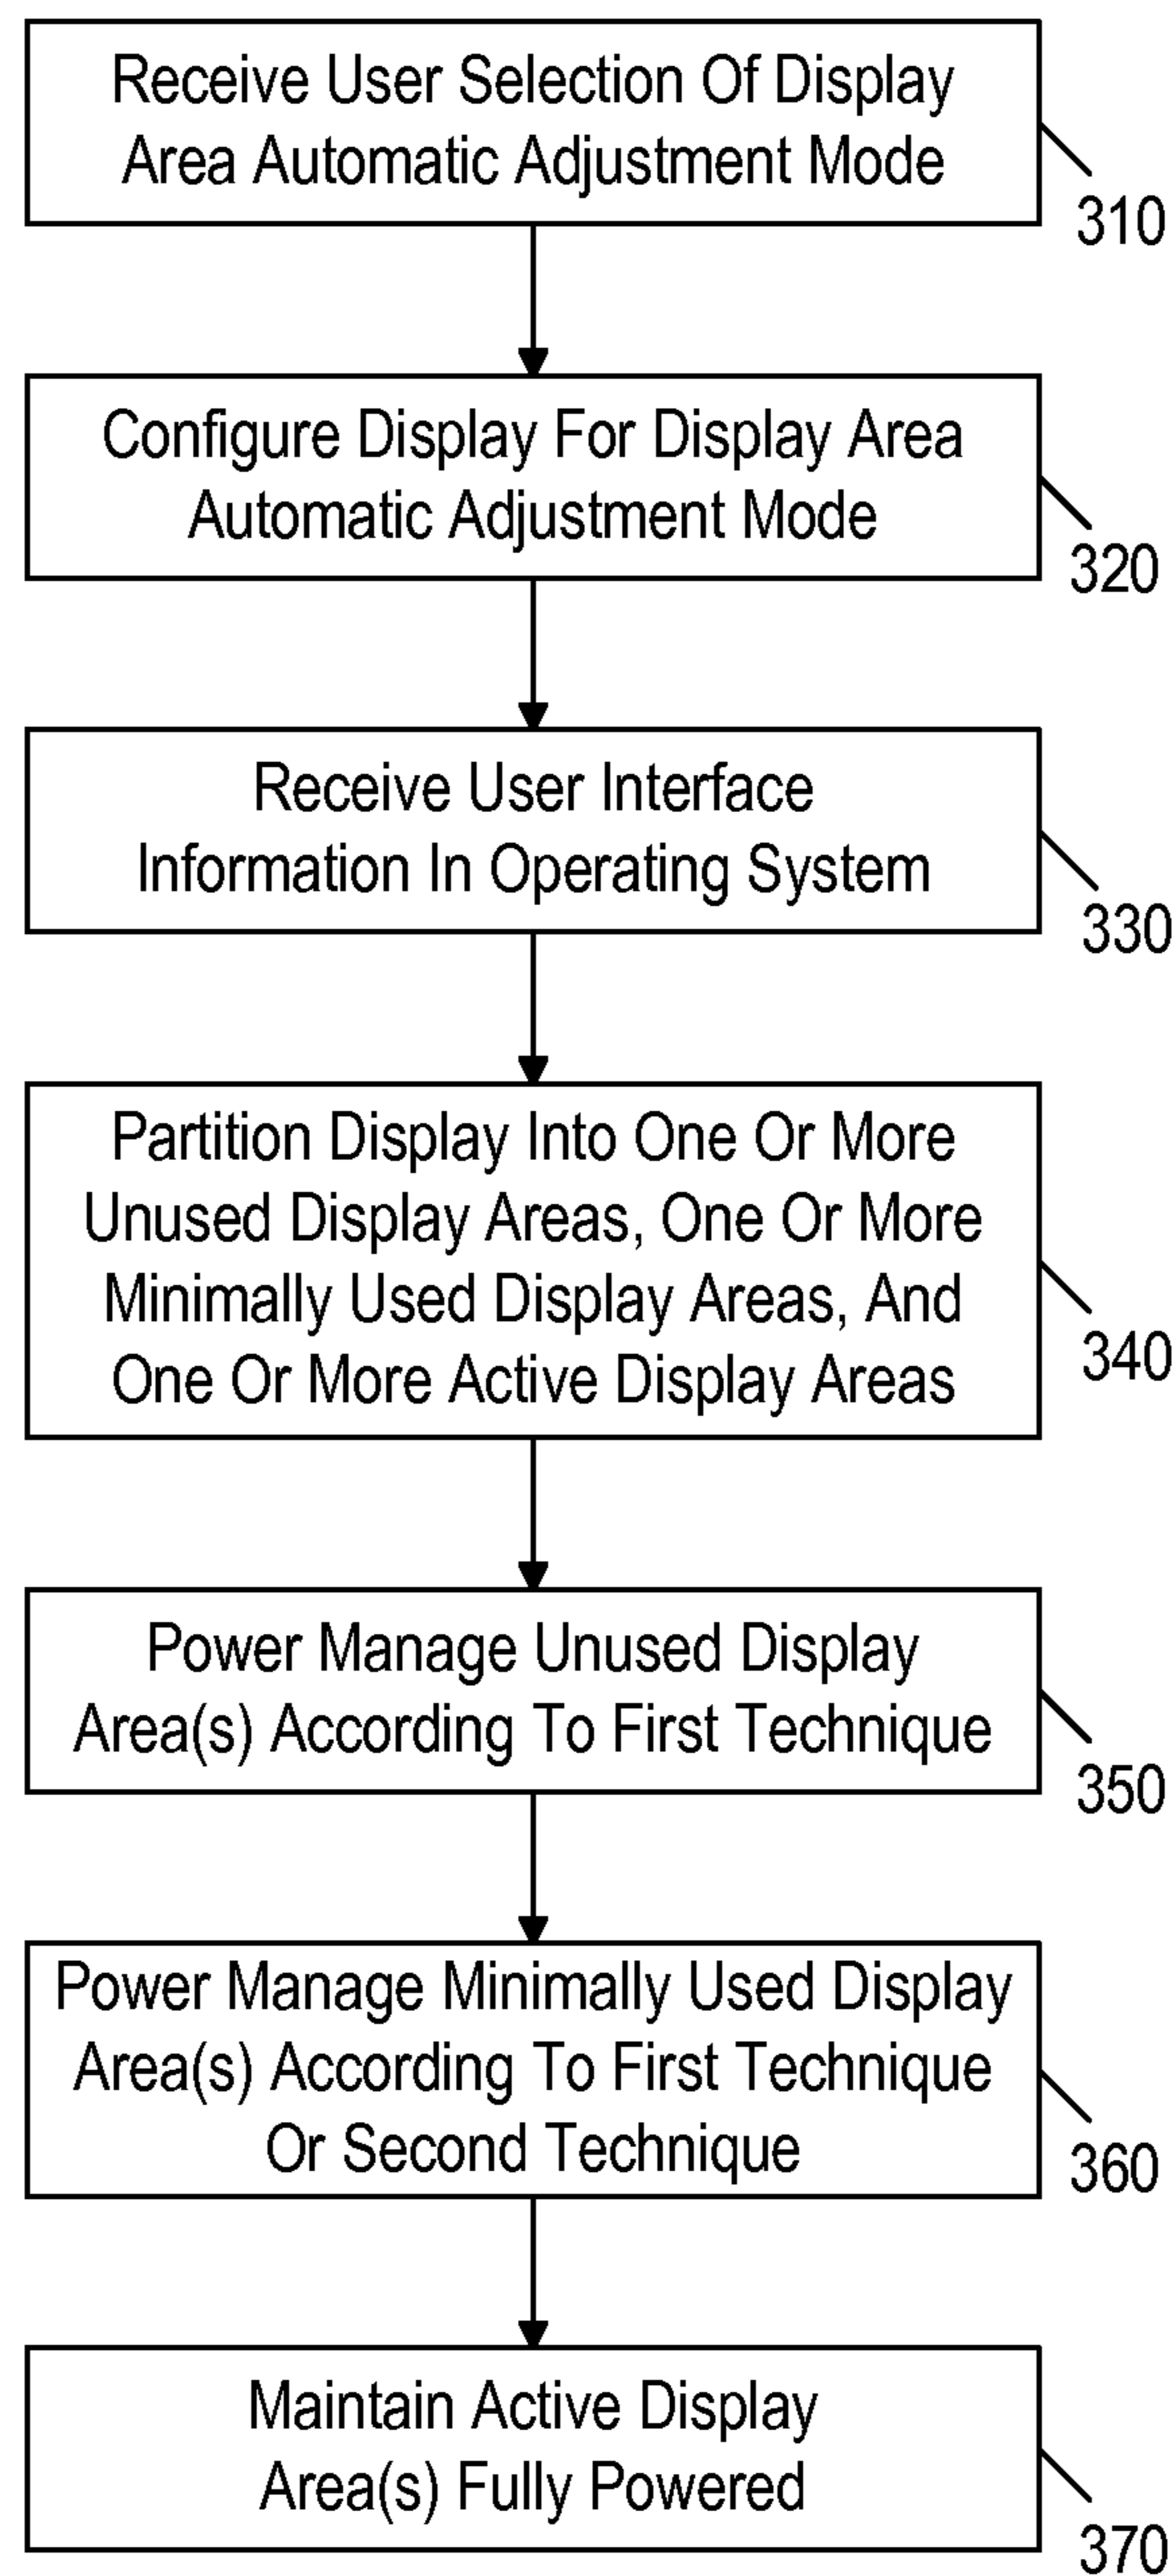 Receive User Selection Of Display
Area Automatic Adjustment Mode
310
Configure Display For Display Area
Automatic Adjustment Mode
320
Receive User Interface
Information In Operating System
330
Partition Display Into One Or More
Unused Display Areas, One Or More
Minimally Used Display Areas, And
One Or More Active Display Areas
340
Power Manage Unused Display
Area(s) According To First Technique
350
Power Manage Minimally Used Display
Area(s) According To First Technique
Or Second Technique
360
Maintain Active Display
Area(s) Fully Powered
370